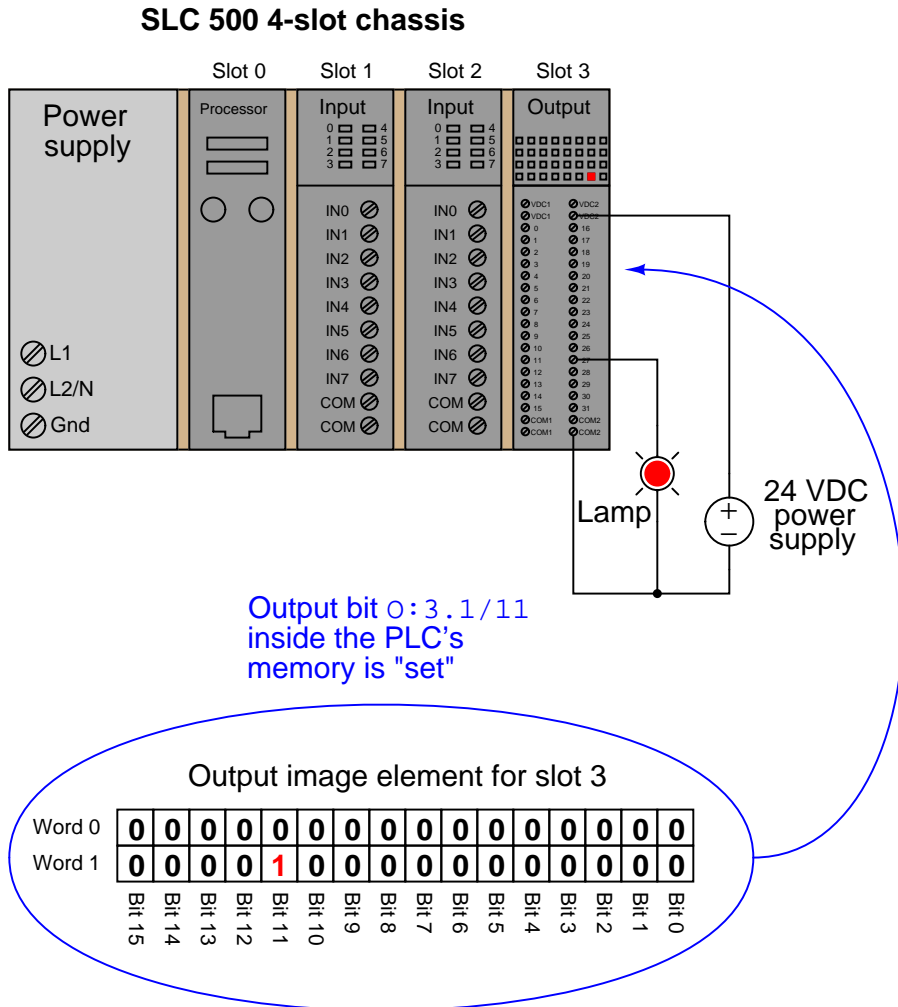 SLC 500 4-slot chassis
Slot 0 Slot 1 Slot 2 Slot 3
Power
supply
Processor
Input
Input
Output
0 4
1 5
2 6
3 7
0 4
1 5
2 6
3 7
L1
L2/N
Gnd
IN0
IN1
IN2
IN3
IN4
IN5
IN6
IN7
COM
COM
IN0
IN1
IN2
IN3
IN4
IN5
IN6
IN7
COM
COM
VDC1 VDC2
VDC1 VDC2
0 16
1 17
2 18
3 19
4 20
5 21
6 22
7 23
8 24
9 25
10 26
11 27
12 28
13 29
14 30
15 31
COM1 COM2
COM1 COM2
Lamp
+
−
24 VDC
power
supply
Output bit O:3.1/11
inside the PLC's
memory is "set"
Output image element for slot 3
Word 0 0 0 0 0 0 0 0 0 0 0 0 0 0 0 0 0
Word 1 0 0 0 0 1 0 0 0 0 0 0 0 0 0 0 0
Bit 15 Bit 14 Bit 13 Bit 12 Bit 11 Bit 10 Bit 9 Bit 8 Bit 7 Bit 6 Bit 5 Bit 4 Bit 3 Bit 2 Bit 1 Bit 0